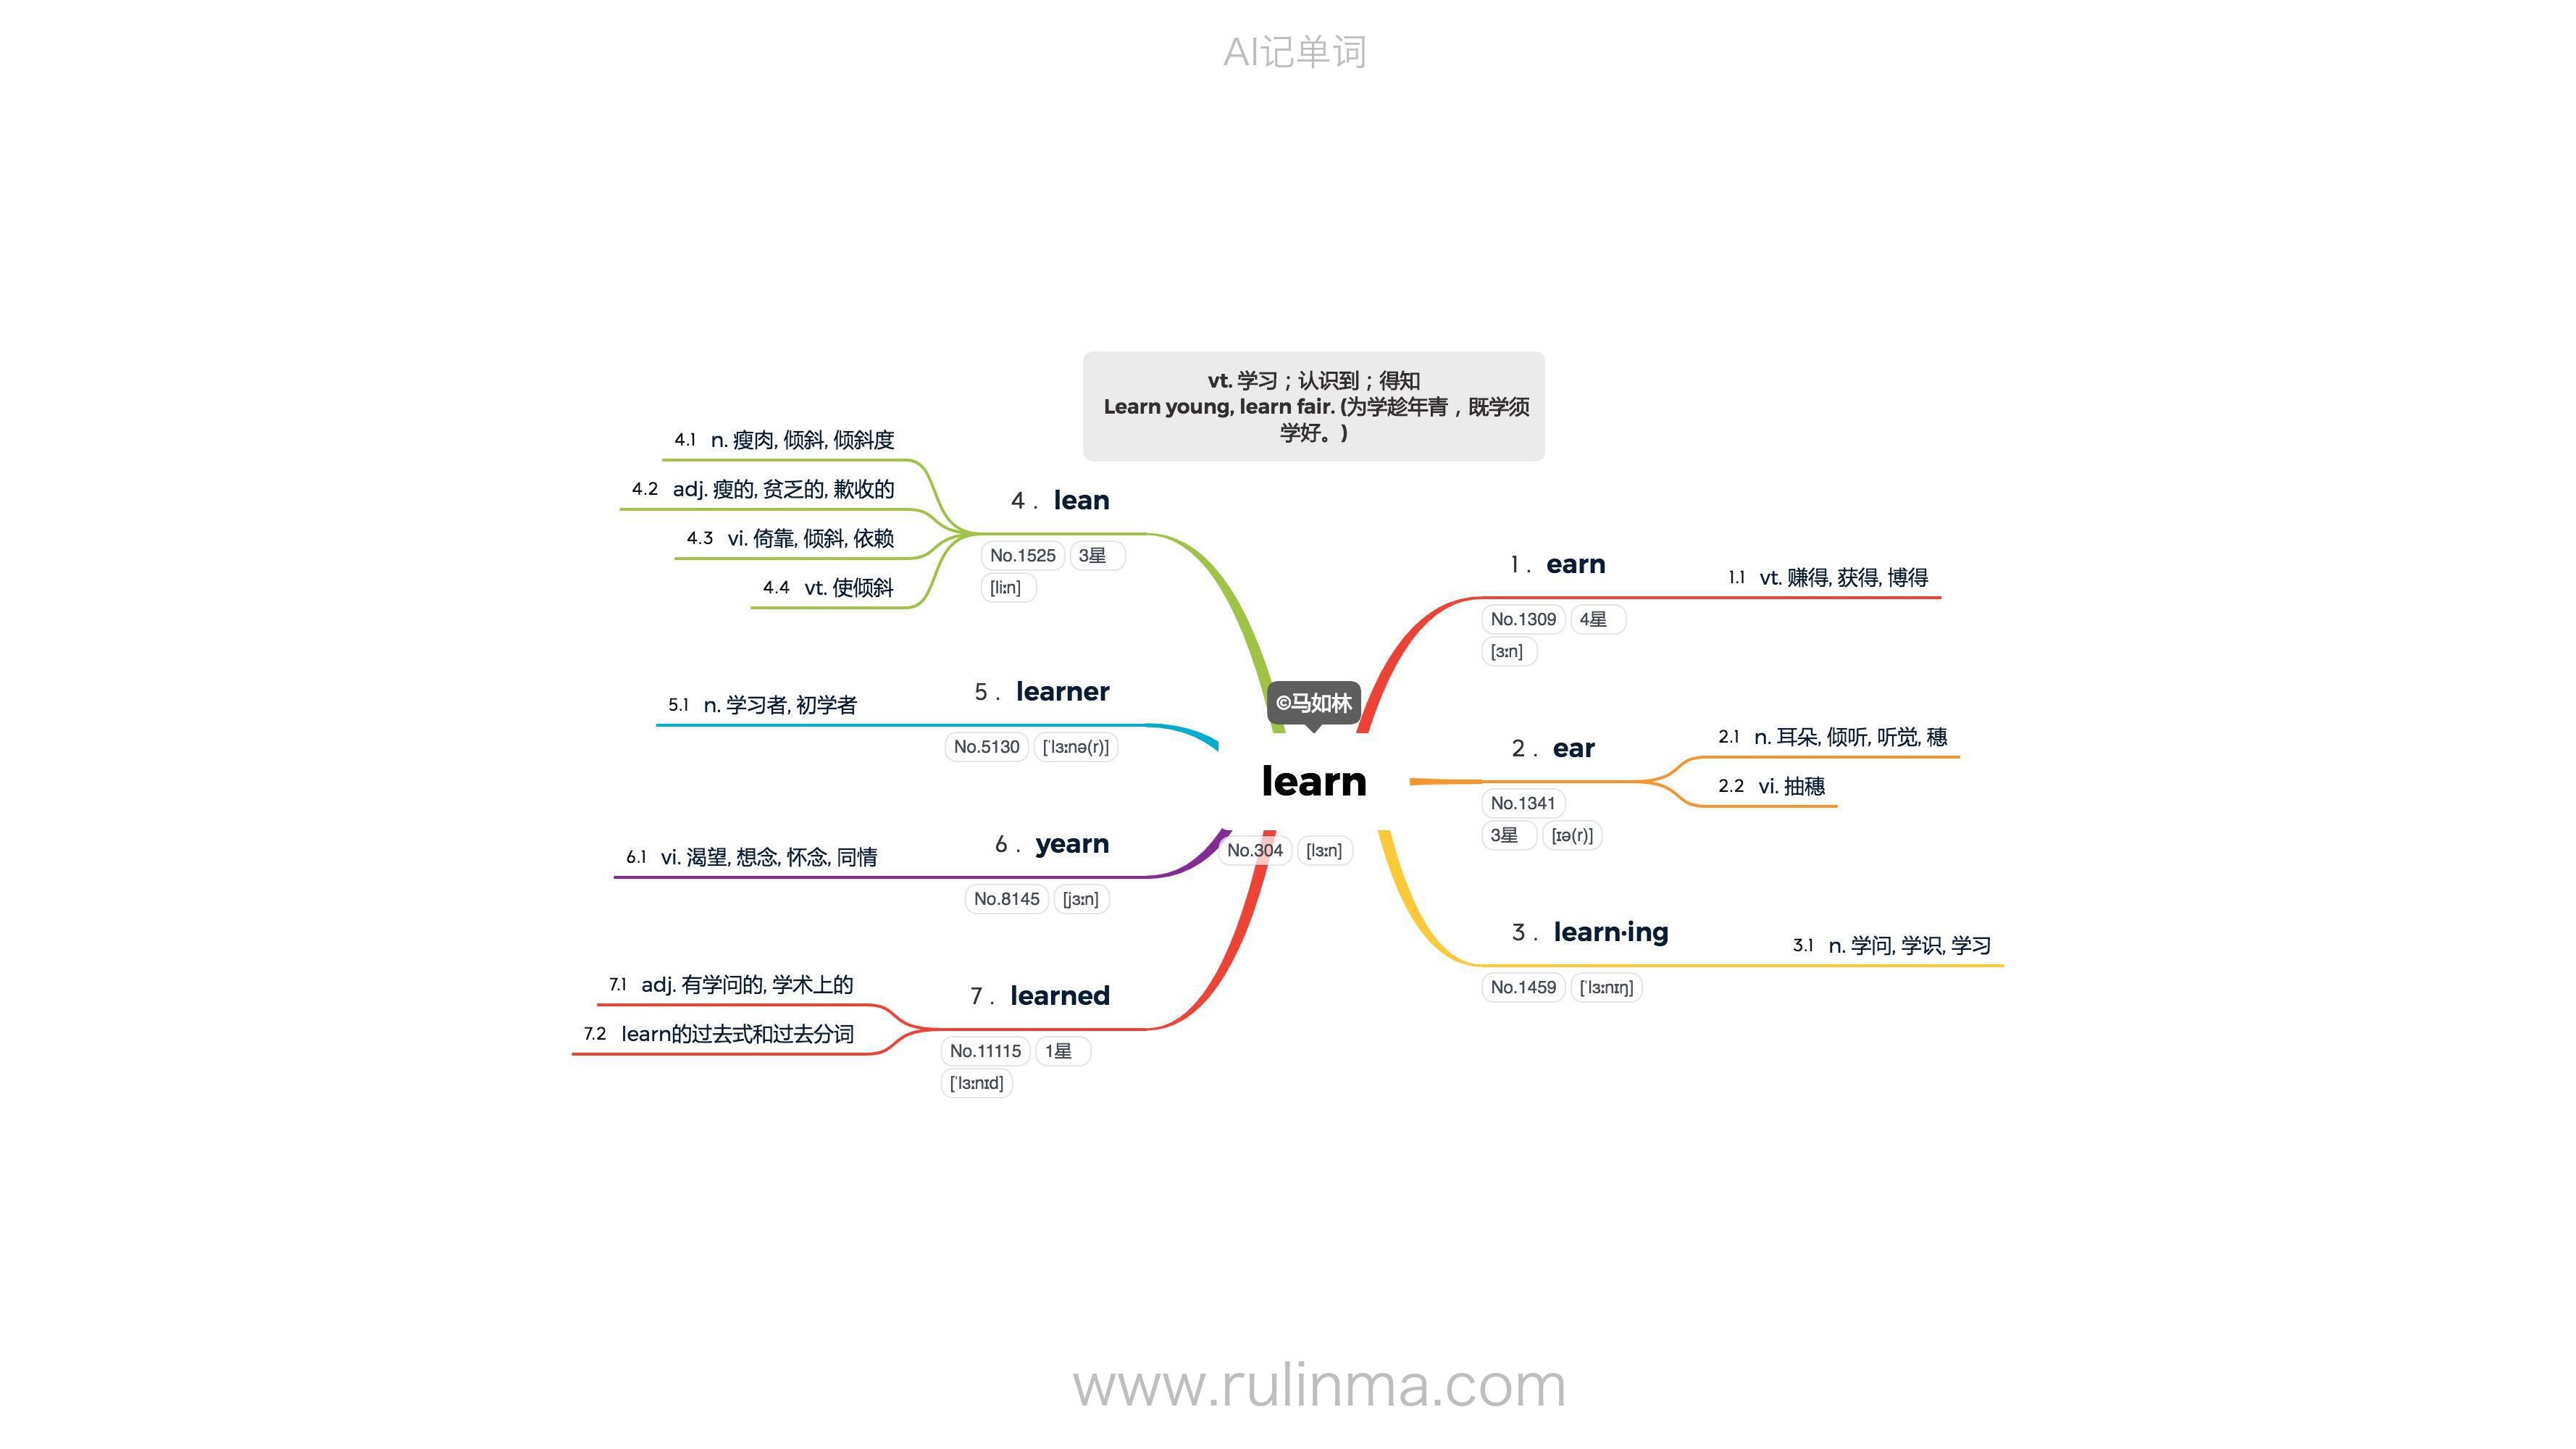 AI记单词
vt. 学习；认识到；得知
Learn young, learn fair. (为学趁年青，既学须
学好。)
©马如林
learn
No.304 [lɜːn]
1. earn
No.1309 4星
[ɜːn]
1.1 vt. 赚得, 获得, 博得
2. ear
No.1341
3星 [ɪə(r)]
2.1 n. 耳朵, 倾听, 听觉, 穗
2.2 vi. 抽穗
3. learn·ing
No.1459 [ˈlɜːnɪŋ]
3.1 n. 学问, 学识, 学习
4. lean
No.1525 3星
[liːn]
4.1 n. 瘦肉, 倾斜, 倾斜度
4.2 adj. 瘦的, 贫乏的, 歉收的
4.3 vi. 倚靠, 倾斜, 依赖
4.4 vt. 使倾斜
5. learner
No.5130 [ˈlɜːnə(r)]
5.1 n. 学习者, 初学者
6. yearn
No.8145 [jɜːn]
6.1 vi. 渴望, 想念, 怀念, 同情
7. learned
No.11115 1星
[ˈlɜːnɪd]
7.1 adj. 有学问的, 学术上的
7.2 learn的过去式和过去分词
www.rulinma.com